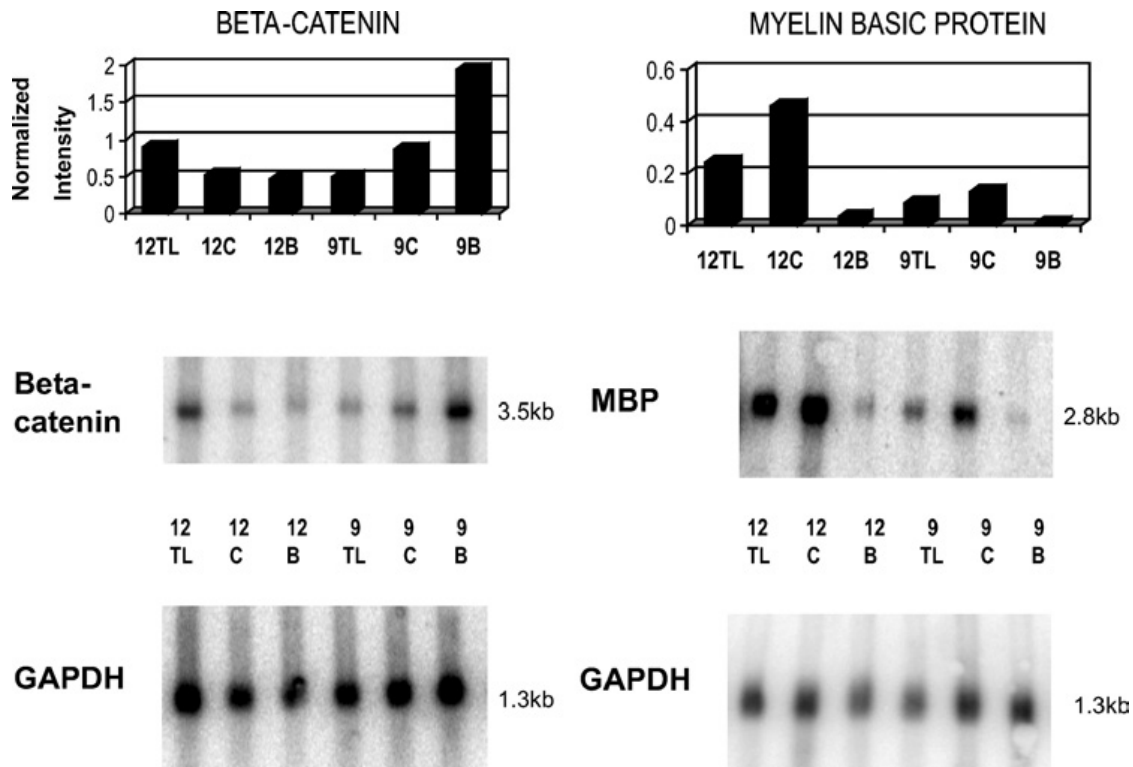 BETA-CATENIN
Normalized
Intensity
2
1.5
1
0.5
0
12TL 12C 12B 9TL 9C 9B
MYELIN BASIC PROTEIN
0.6
0.4
0.2
0
12TL 12C 12B 9TL 9C 9B
Beta-
catenin
3.5kb
MBP
2.8kb
12 12 12 9 9 9
TL C B TL C B
12 12 12 9 9 9
TL C B TL C B
GAPDH
1.3kb
GAPDH
1.3kb